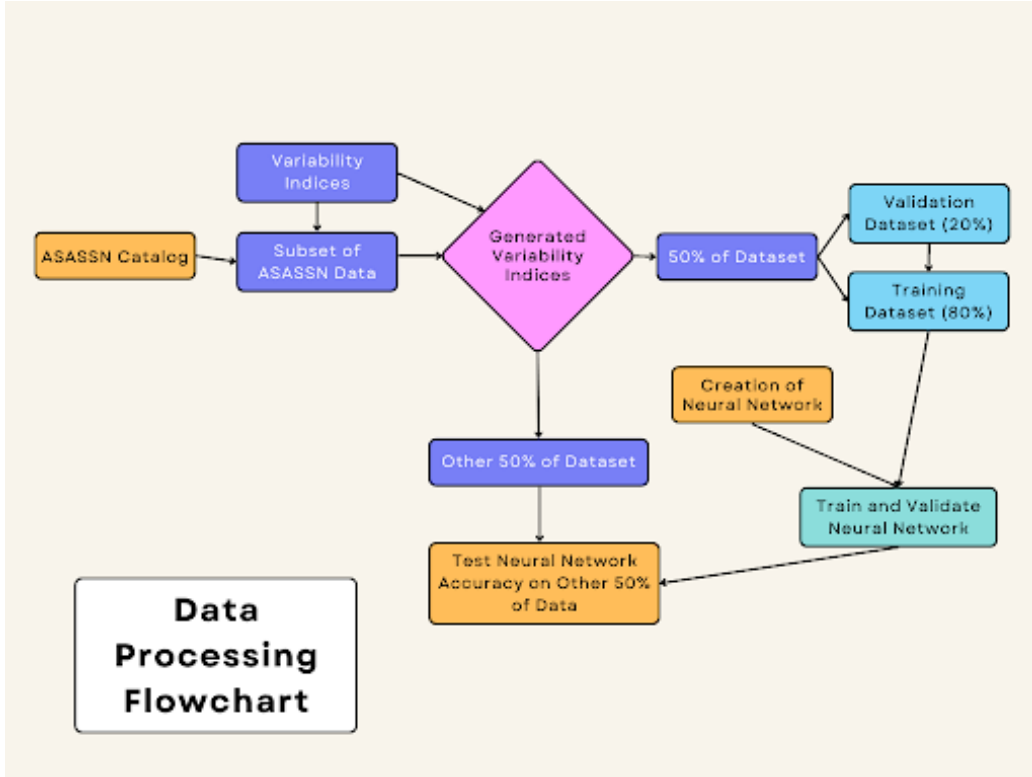 Variability
Indices
ASASSN Catalog
Subset of
ASASSN Data
Generated
Variability
Indices
50% of Dataset
Validation
Dataset (20%)
Training
Dataset (80%)
Creation of
Neural Network
Other 50% of Dataset
Train and Validate
Neural Network
Test Neural Network
Accuracy on Other 50%
of Data
Data
Processing
Flowchart